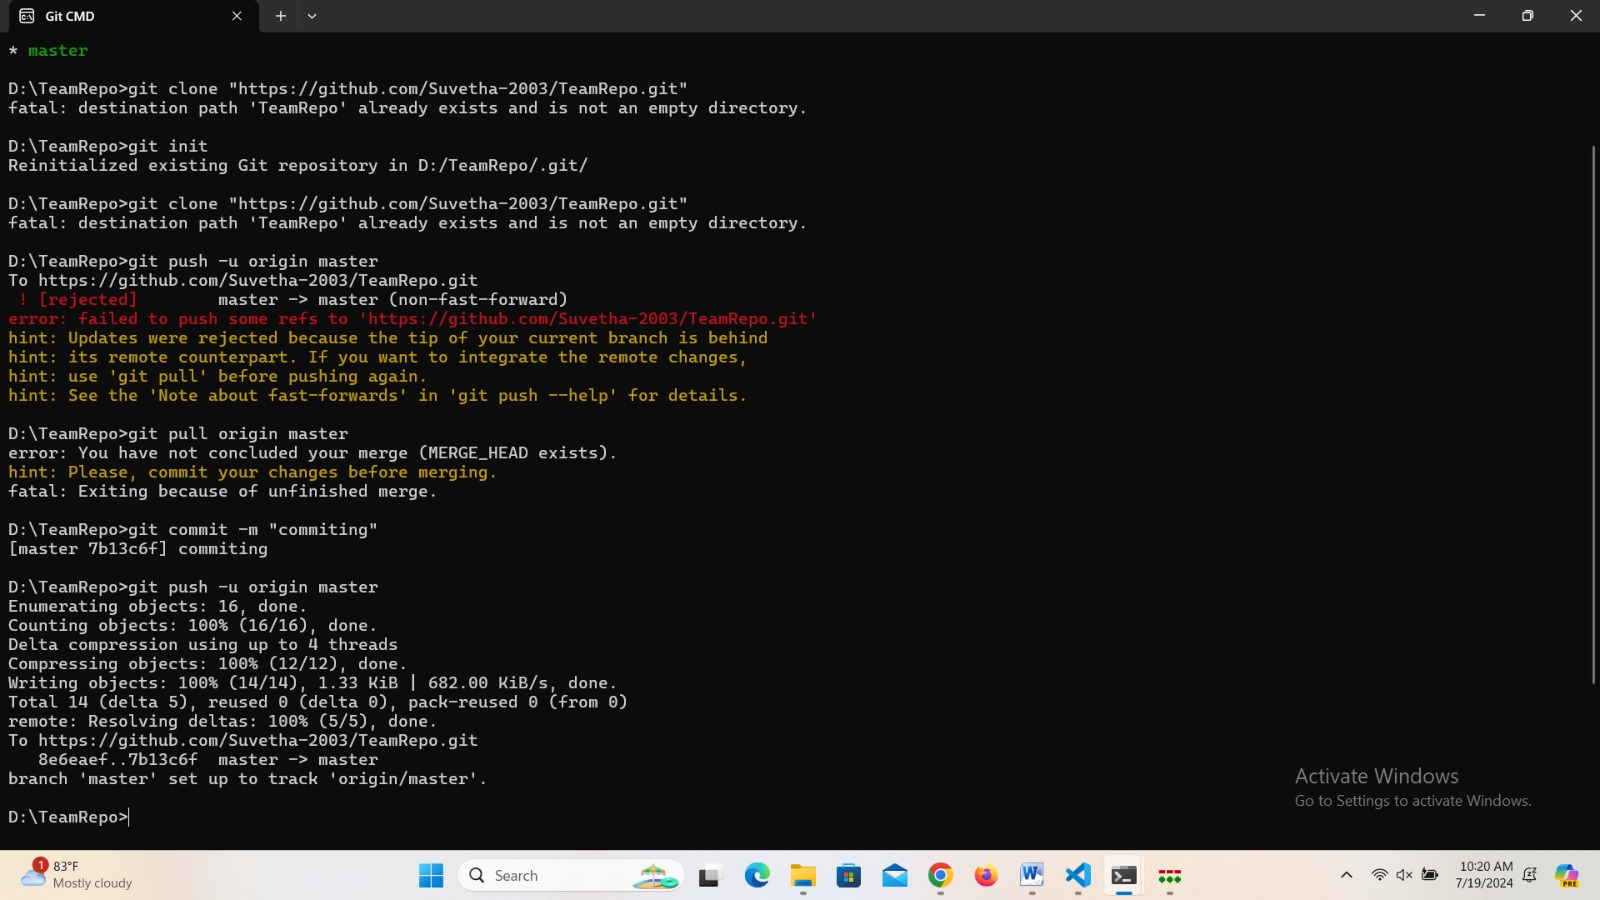 Git CMD
* master
D:\TeamRepo>git clone "https://github.com/Suvetha-2003/TeamRepo.git"
fatal: destination path 'TeamRepo' already exists and is not an empty directory.
D:\TeamRepo>git init
Reinitialized existing Git repository in D:/TeamRepo/.git/
D:\TeamRepo>git clone "https://github.com/Suvetha-2003/TeamRepo.git"
fatal: destination path 'TeamRepo' already exists and is not an empty directory.
D:\TeamRepo>git push -u origin master
To https://github.com/Suvetha-2003/TeamRepo.git
 ! [rejected]        master -> master (non-fast-forward)
error: failed to push some refs to 'https://github.com/Suvetha-2003/TeamRepo.git'
hint: Updates were rejected because the tip of your current branch is behind
hint: its remote counterpart. If you want to integrate the remote changes,
hint: use 'git pull' before pushing again.
hint: See the 'Note about fast-forwards' in 'git push --help' for details.
D:\TeamRepo>git pull origin master
error: You have not concluded your merge (MERGE_HEAD exists).
hint: Please, commit your changes before merging.
fatal: Exiting because of unfinished merge.
D:\TeamRepo>git commit -m "commiting"
[master 7b13c6f] commiting
D:\TeamRepo>git push -u origin master
Enumerating objects: 16, done.
Counting objects: 100% (16/16), done.
Delta compression using up to 4 threads
Compressing objects: 100% (12/12), done.
Writing objects: 100% (14/14), 1.33 KiB | 682.00 KiB/s, done.
Total 14 (delta 5), reused 0 (delta 0), pack-reused 0 (from 0)
remote: Resolving deltas: 100% (5/5), done.
To https://github.com/Suvetha-2003/TeamRepo.git
   8e6eaef..7b13c6f  master -> master
branch 'master' set up to track 'origin/master'.
D:\TeamRepo>
Activate Windows
Go to Settings to activate Windows.
1
83°F
Mostly cloudy
Search
10:20 AM
7/19/2024
PRE